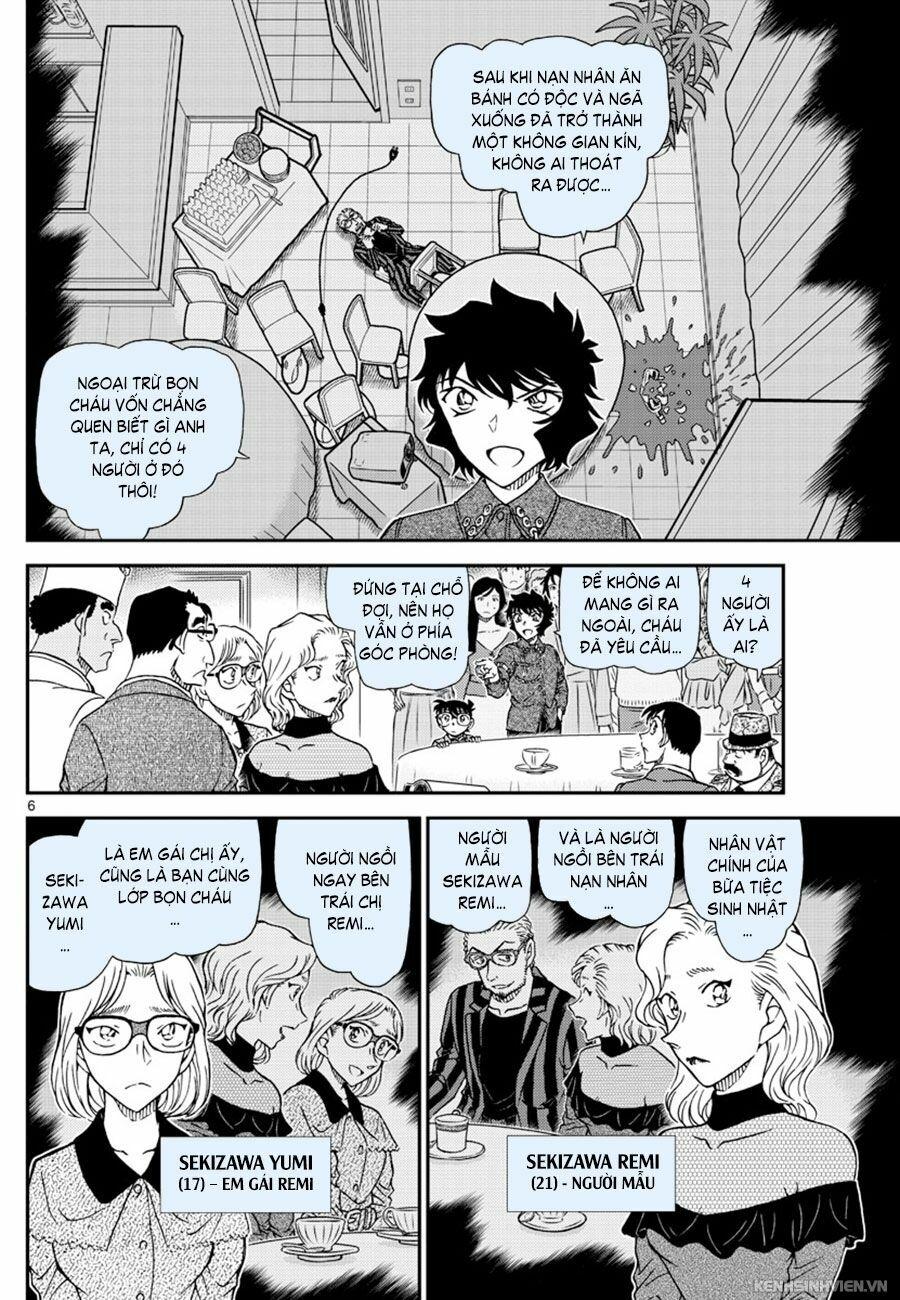 SAU KHI NẠN NHÂN ĂN
BÁNH CÓ ĐỘC VÀ NGÃ
XUỐNG ĐÃ TRỞ THÀNH
MỘT KHÔNG GIAN KÍN,
KHÔNG AI THOÁT
RA ĐƯỢC...
NGOẠI TRỪ BỌN
CHÁU VỐN CHẲNG
QUEN BIẾT GÌ ANH
TA, CHỈ CÓ 4
NGƯỜI Ở ĐÓ
THÔI!
4
NGƯỜI
ẤY LÀ
AI?
ĐỂ KHÔNG AI
MANG GÌ RA
NGOÀI, CHÁU
ĐÃ YÊU CẦU...
ĐỨNG TẠI CHỖ
ĐỢI, NÊN HỌ
VẪN Ở PHÍA
GÓC PHÒNG!
6
NHÂN VẬT
CHÍNH CỦA
BỮA TIỆC
SINH NHẬT
...
VÀ LÀ NGƯỜI
NGỒI BÊN TRÁI
NẠN NHÂN
...
NGƯỜI
MẪU
SEKIZAWA
REMI...
SEKIZAWA REMI
(21) - NGƯỜI MẪU
NGƯỜI NGỒI
NGAY BÊN
TRÁI CHỊ
REMI...
LÀ EM GÁI CHỊ ẤY,
CŨNG LÀ BẠN CÙNG
LỚP BỌN CHÁU
...
SEKI-
ZAWA
YUMI
...
SEKIZAWA YUMI
(17) – EM GÁI REMI
KENHSINHVIEN.VN